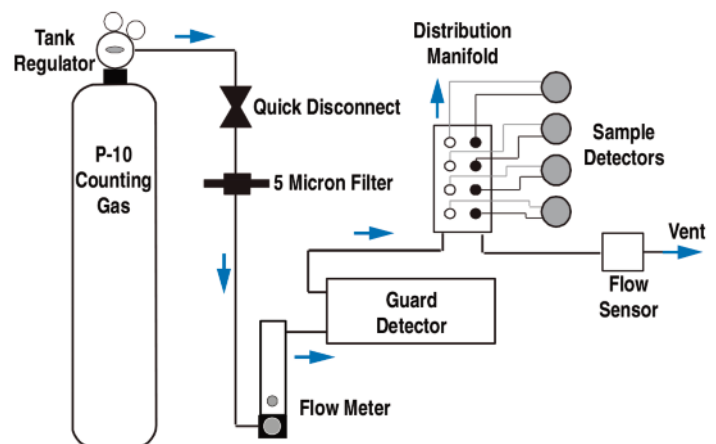 Tank
Regulator
P-10
Counting
Gas
Quick Disconnect
5 Micron Filter
Distribution
Manifold
Sample
Detectors
Vent
Flow
Sensor
Guard
Detector
Flow Meter